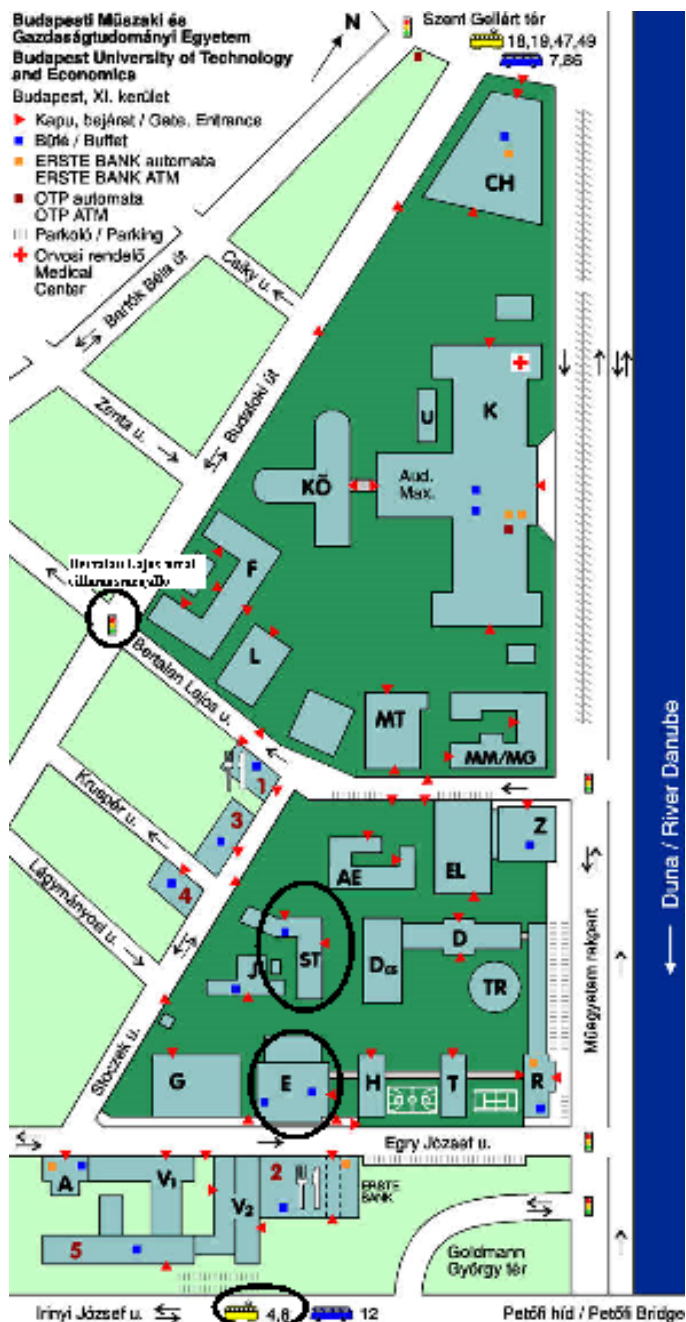 Budapesti Műszaki és
Gazdaságtudományi Egyetem
Budapest University of Technology
and Economics
Budapest, XI. kerület
Kapu, bejárat / Gate, Entrance
Büfé / Buffet
ERSTE BANK automata
ERSTE BANK ATM
OTP automata
OTP ATM
Parkoló / Parking
Orvosi rendelő
Medical
Center
N
Szent Gellért tér
18,19,47,49
7,86
CH
Csiky u.
Bartók Béla út
Zenta u.
Budafoki út
K
U
KÖ
Aud.
Max.
F
L
Bertalan Lajos
Bertalan Lajos u.
MT
MM/MG
1
3
4
Kruspér u.
Lágymányosi u.
Stoczek u.
Z
AE
EL
ST
J
D
TR
G
E
H
T
R
Műegyetem rakpart
Duna / River Danube
Egry József u.
A
V1
V2
2
5
ERSTE
BANK
Goldmann
György tér
Irinyi József u.
4,6
12
Petőfi híd / Petőfi Bridge